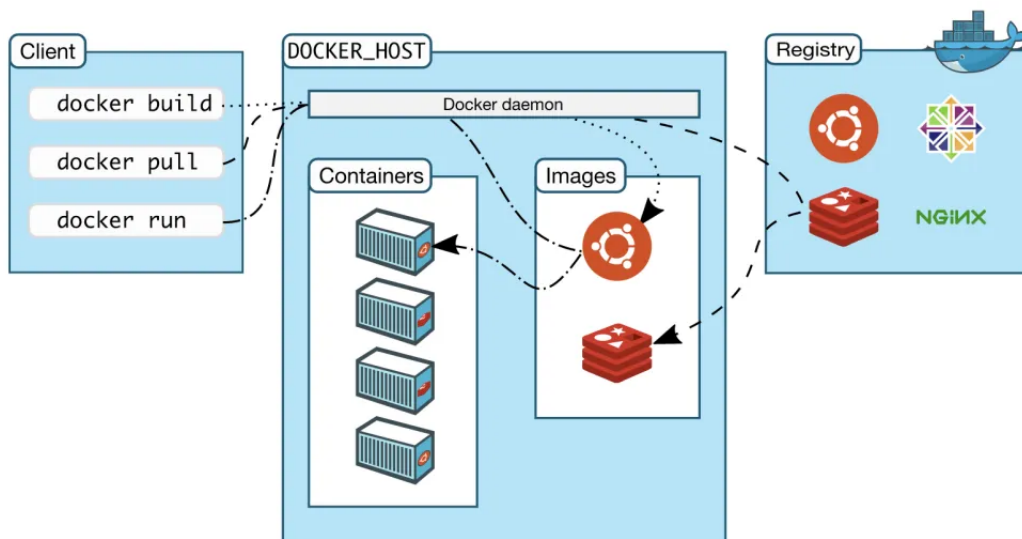 Client
docker build
docker pull
docker run
DOCKER_HOST
Docker daemon
Containers
Images
Registry
NGINX